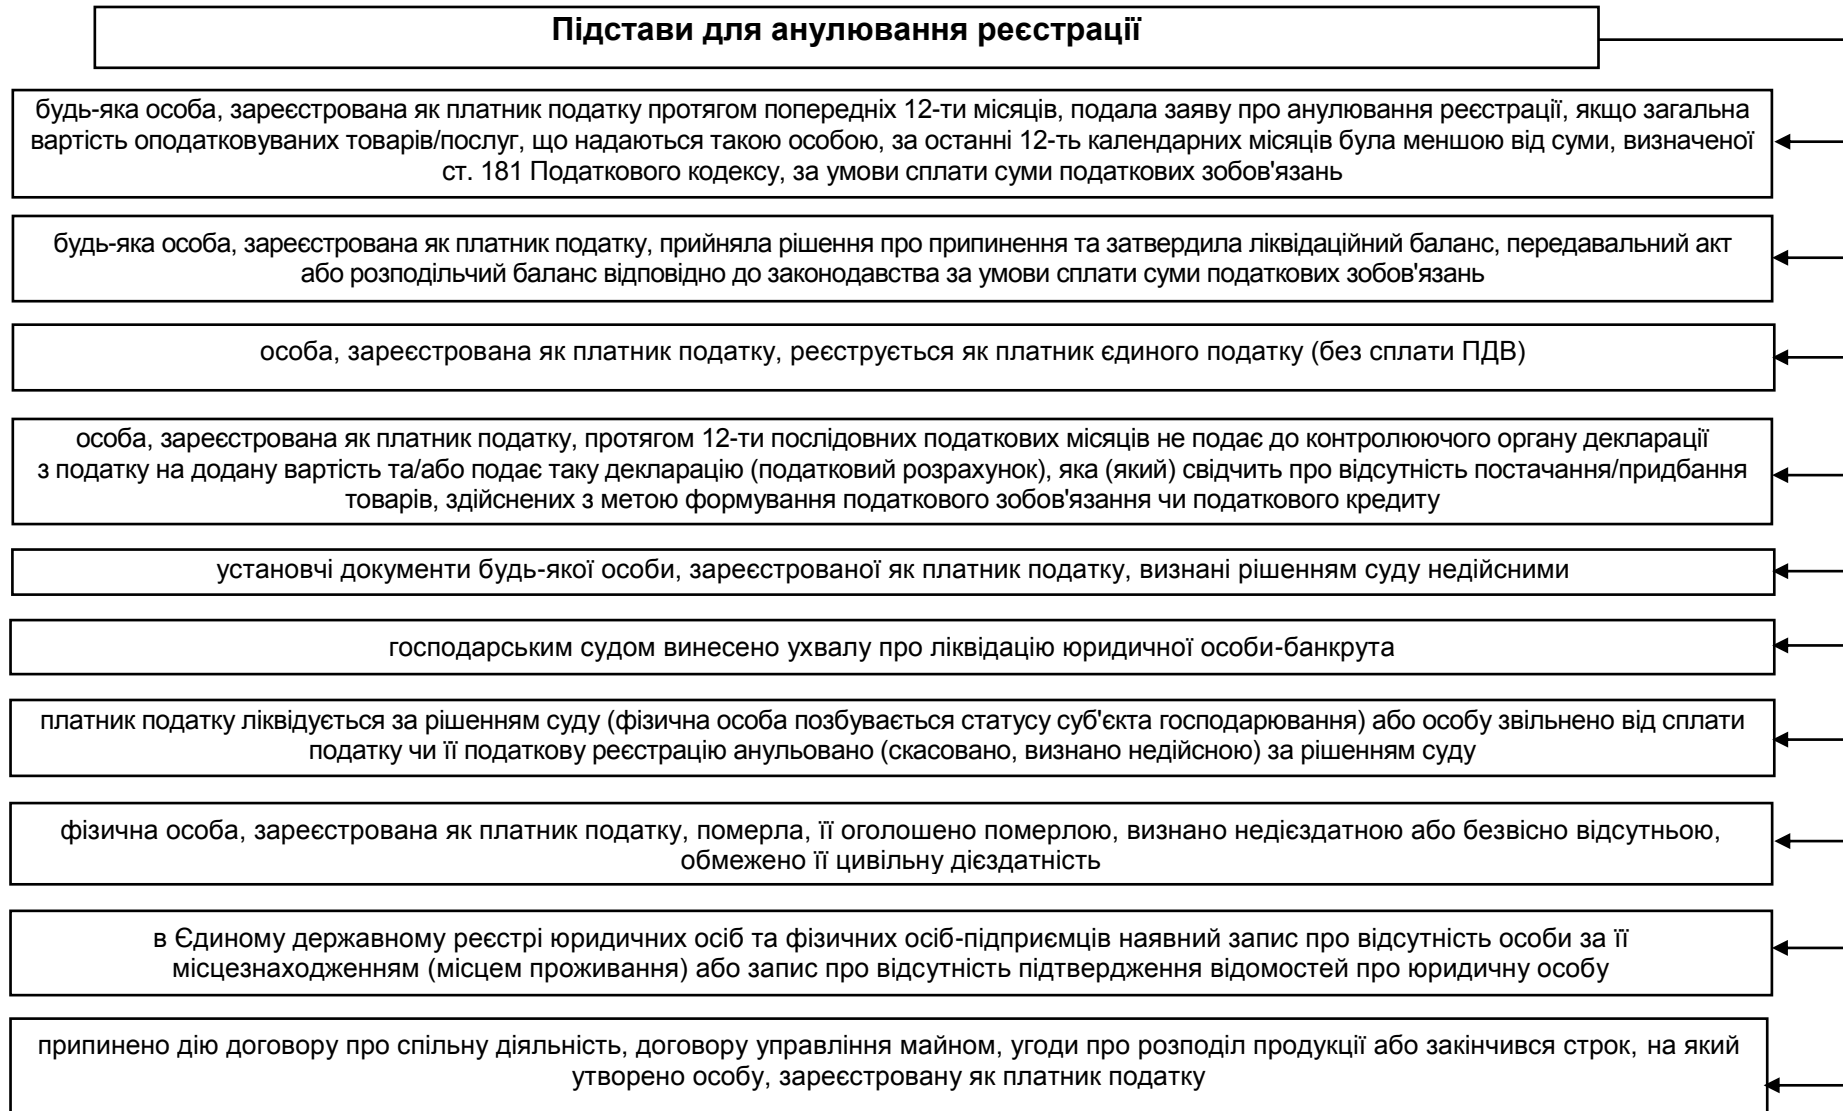 Підстави для анулювання реєстрації
будь-яка особа, зареєстрована як платник податку протягом попередніх 12-ти місяців, подала заяву про анулювання реєстрації, якщо загальна
вартість оподатковуваних товарів/послуг, що надаються такою особою, за останні 12-ть календарних місяців була меншою від суми, визначеної
ст. 181 Податкового кодексу, за умови сплати суми податкових зобов'язань
будь-яка особа, зареєстрована як платник податку, прийняла рішення про припинення та затвердила ліквідаційний баланс, передавальний акт
або розподільчий баланс відповідно до законодавства за умови сплати суми податкових зобов'язань
особа, зареєстрована як платник податку, реєструється як платник єдиного податку (без сплати ПДВ)
особа, зареєстрована як платник податку, протягом 12-ти послідовних податкових місяців не подає до контролюючого органу декларації
з податку на додану вартість та/або подає таку декларацію (податковий розрахунок), яка (який) свідчить про відсутність постачання/придбання
товарів, здійснених з метою формування податкового зобов'язання чи податкового кредиту
установчі документи будь-якої особи, зареєстрованої як платник податку, визнані рішенням суду недійсними
господарським судом винесено ухвалу про ліквідацію юридичної особи-банкрута
платник податку ліквідується за рішенням суду (фізична особа позбувається статусу суб'єкта господарювання) або особу звільнено від сплати
податку чи її податкову реєстрацію анульовано (скасовано, визнано недійсною) за рішенням суду
фізична особа, зареєстрована як платник податку, померла, її оголошено померлою, визнано недієздатною або безвісно відсутньою,
обмежено її цивільну дієздатність
в Єдиному державному реєстрі юридичних осіб та фізичних осіб-підприємців наявний запис про відсутність особи за її
місцезнаходженням (місцем проживання) або запис про відсутність підтвердження відомостей про юридичну особу
припинено дію договору про спільну діяльність, договору управління майном, угоди про розподіл продукції або закінчився строк, на який
утворено особу, зареєстровану як платник податку